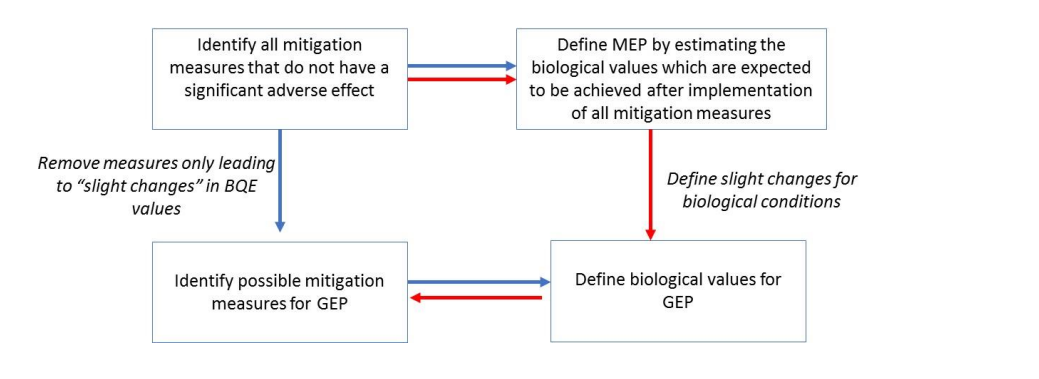 Identify all mitigation
measures that do not have a
significant adverse effect
Define MEP by estimating the
biological values which are expected
to be achieved after implementation
of all mitigation measures
Remove measures only leading
to “slight changes” in BQE
values
Define slight changes for
biological conditions
Identify possible mitigation
measures for GEP
Define biological values for
GEP